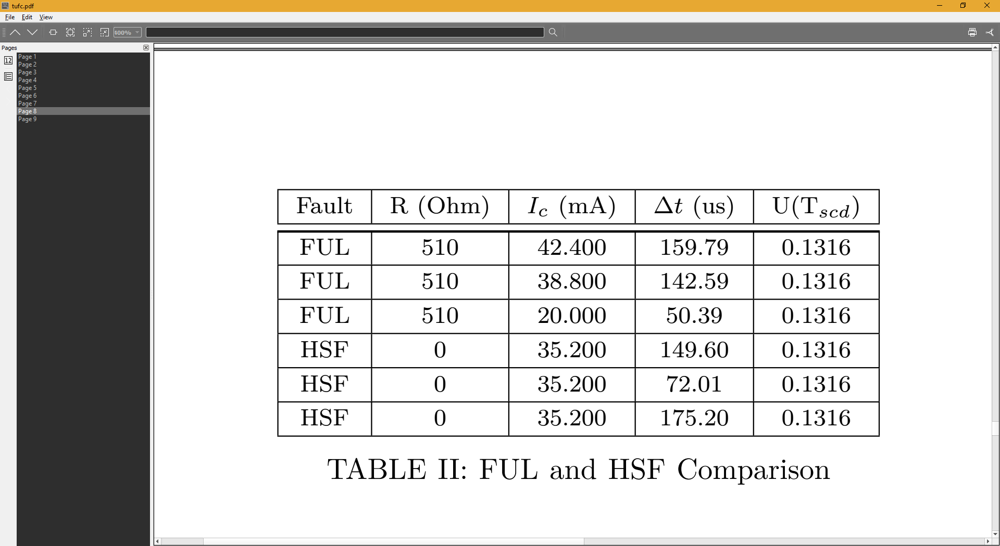 tufc.pdf
File Edit View
400%
Pages
12
Page 1
Page 2
Page 3
Page 4
Page 5
Page 6
Page 7
Page 8
Page 9
Fault R (Ohm) I_c (mA) Δt (us) U(T_scd)
FUL 510 42.400 159.79 0.1316
FUL 510 38.800 142.59 0.1316
FUL 510 20.000 50.39 0.1316
HSF 0 35.200 149.60 0.1316
HSF 0 35.200 72.01 0.1316
HSF 0 35.200 175.20 0.1316
TABLE II: FUL and HSF Comparison